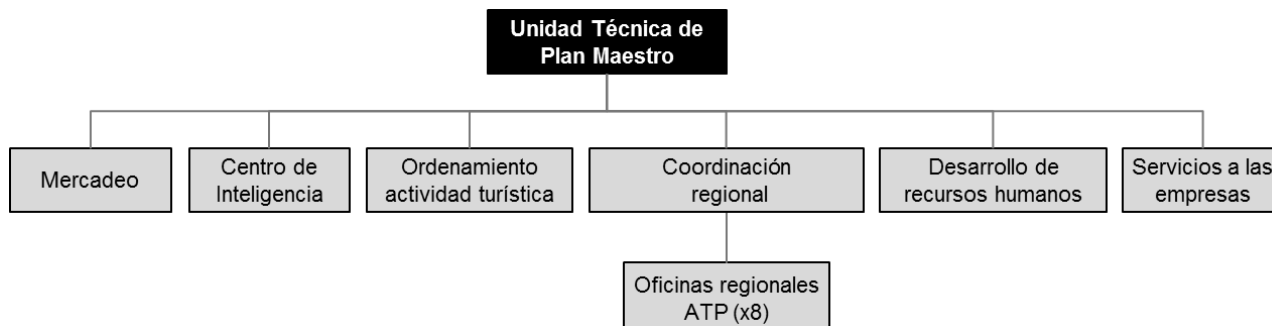 Unidad Técnica de
Plan Maestro
Mercadeo
Centro de
Inteligencia
Ordenamiento
actividad turística
Coordinación
regional
Desarrollo de
recursos humanos
Servicios a las
empresas
Oficinas regionales
ATP (x8)